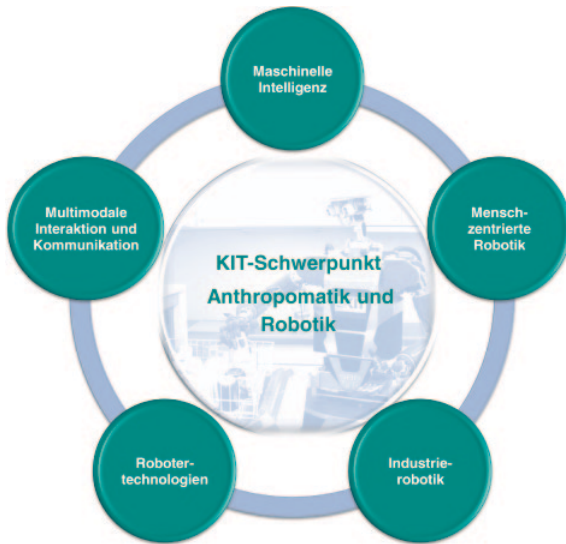 Maschinelle
Intelligenz
Multimodale
Interaktion und
Kommunikation
Mensch-
zentrierte
Robotik
KIT-Schwerpunkt
Anthropomatik und
Robotik
Roboter-
technologien
Industrie-
robotik